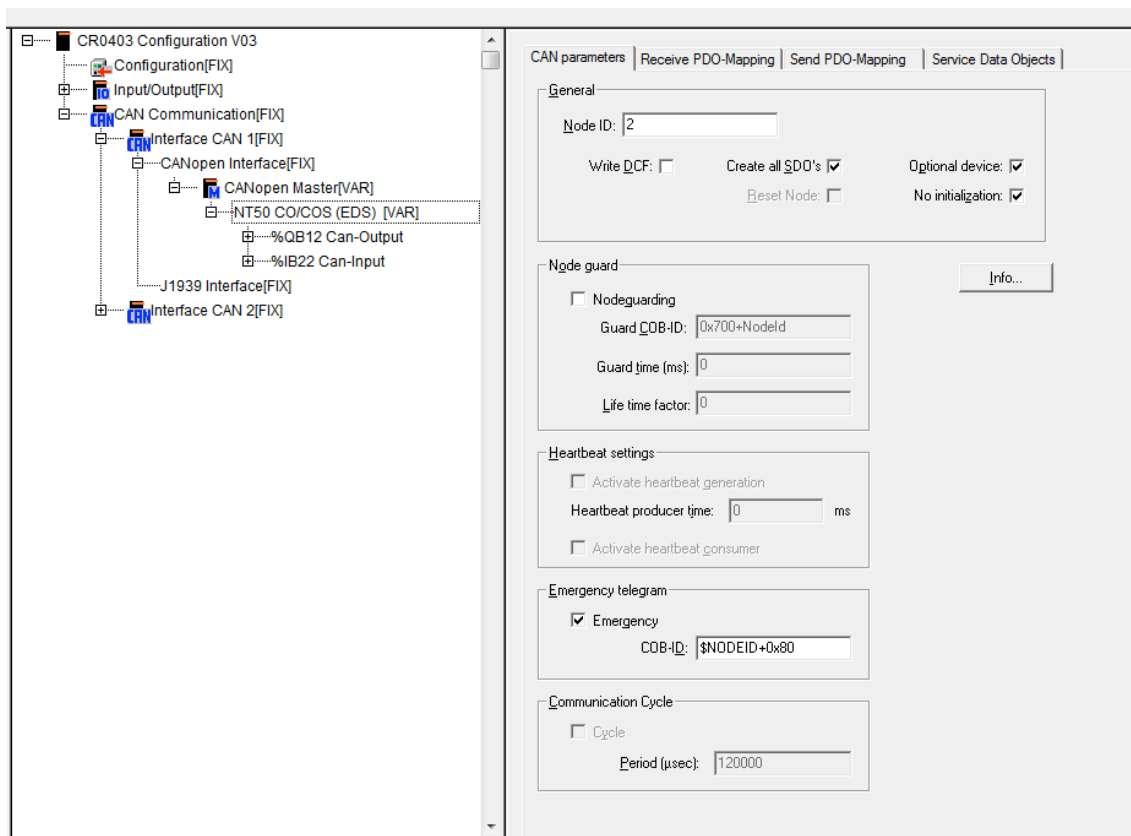 CR0403 Configuration V03
Configuration[FIX]
Input/Output[FIX]
CAN Communication[FIX]
Interface CAN 1[FIX]
CANopen Interface[FIX]
CANopen Master[VAR]
NT50 CO/COS (EDS) [VAR]
%QB12 Can-Output
%IB22 Can-Input
J1939 Interface[FIX]
Interface CAN 2[FIX]
CAN parameters Receive PDO-Mapping Send PDO-Mapping Service Data Objects
General
Node ID: 2
Write DCF: Create all SDO's Optional device:
Reset Node: No initialization:
Node guard
Info...
Nodeguarding
Guard COB-ID: 0x700+NodeId
Guard time (ms): 0
Life time factor: 0
Heartbeat settings
Activate heartbeat generation
Heartbeat producer time: 0 ms
Activate heartbeat consumer
Emergency telegram
Emergency
COB-ID: $NODEID+0x80
Communication Cycle
Cycle
Period (µsec): 120000